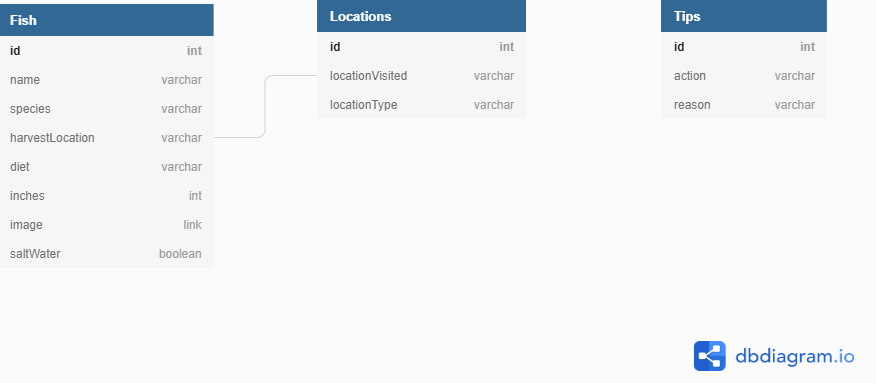 Fish
id int
name varchar
species varchar
harvestLocation varchar
diet varchar
inches int
image link
saltWater boolean
Locations
id int
locationVisited varchar
locationType varchar
Tips
id int
action varchar
reason varchar
dbdiagram.io